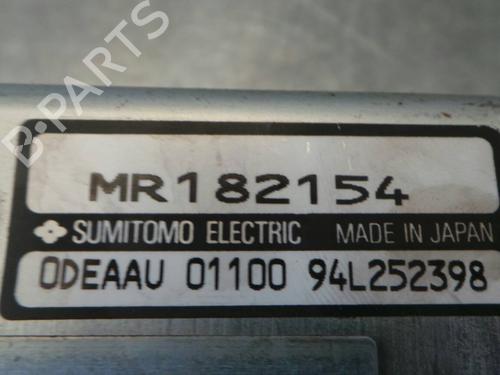 B-PARTS
MR182154
SUMITOMO ELECTRIC MADE IN JAPAN
ODEAAU 01100 94L252398